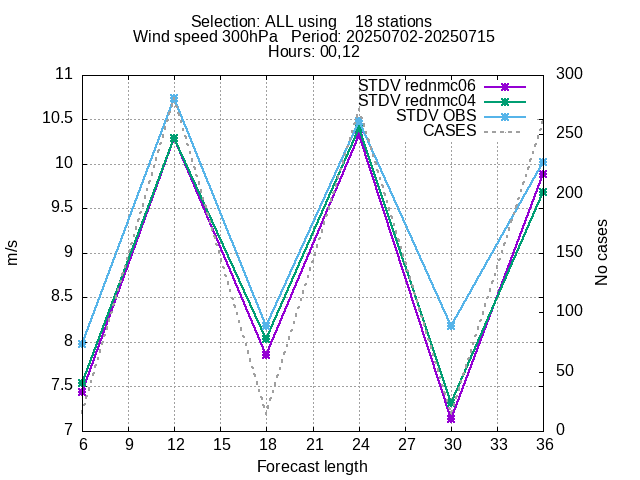 Selection: ALL using    18 stations
Wind speed 300hPa   Period: 20250702-20250715
Hours: 00,12
STDV rednmc06
STDV rednmc04
STDV OBS
CASES
11
10.5
10
9.5
9
8.5
8
7.5
7
300
250
200
150
100
50
0
m/s
No cases
6 9 12 15 18 21 24 27 30 33 36
Forecast length